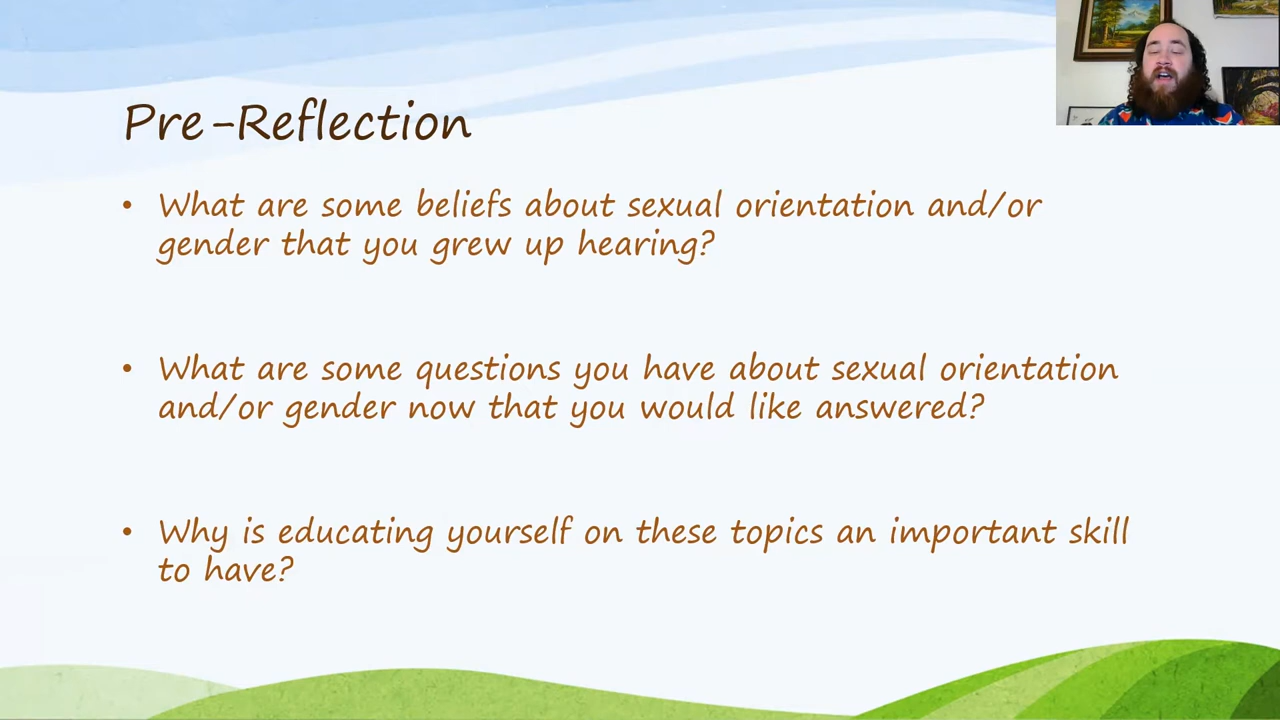 Pre-Reflection
• What are some beliefs about sexual orientation and/or
gender that you grew up hearing?
• What are some questions you have about sexual orientation
and/or gender now that you would like answered?
• Why is educating yourself on these topics an important skill
to have?